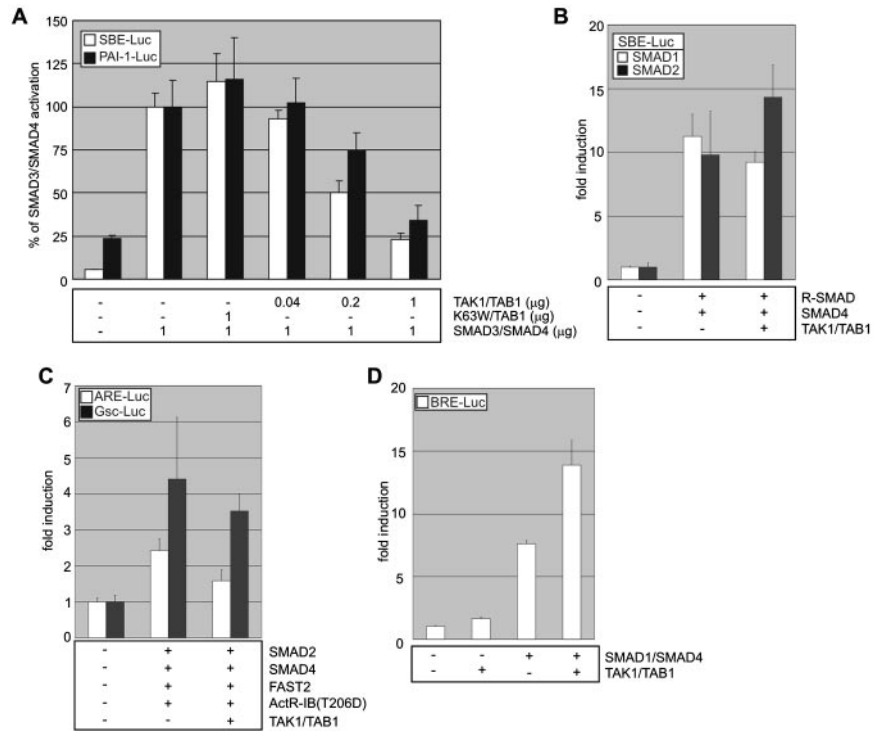 A
SBE-Luc
PAI-1-Luc
% of SMAD3/SMAD4 activation
150
125
100
75
50
25
0
- - - 0.04 0.2 1 TAK1/TAB1 (µg)
- - 1 - - - K63W/TAB1 (µg)
- 1 1 1 1 1 SMAD3/SMAD4 (µg)
B
SBE-Luc
SMAD1
SMAD2
fold induction
20
15
10
5
0
- + + R-SMAD
- + + SMAD4
- - + TAK1/TAB1
C
ARE-Luc
Gsc-Luc
fold induction
7
6
5
4
3
2
1
0
- + + SMAD2
- + + SMAD4
- + + FAST2
- + + ActR-IB(T206D)
- - + TAK1/TAB1
D
BRE-Luc
fold induction
20
15
10
5
0
- - + + SMAD1/SMAD4
- + - + TAK1/TAB1